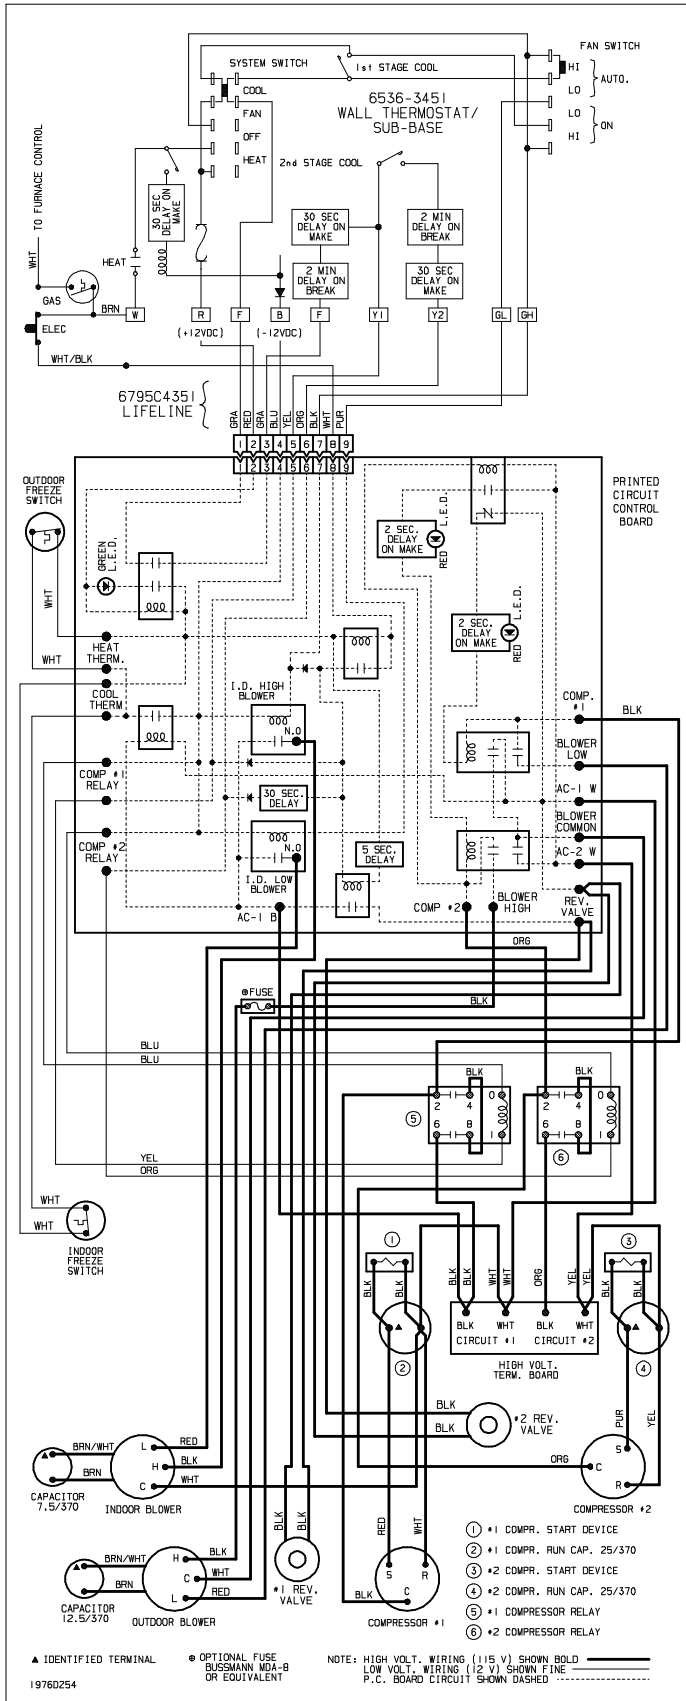 SYSTEM SWITCH
COOL
FAN
OFF
HEAT
1st STAGE COOL
6536-3451
WALL THERMOSTAT/
SUB-BASE
2nd STAGE COOL
FAN SWITCH
HI
LO
AUTO.
LO
HI
ON
TO FURNACE CONTROL
WHT
GAS
ELEC
BRN
HEAT
30 SEC
DELAY ON
MAKE
30 SEC
DELAY ON
MAKE
2 MIN
DELAY ON
BREAK
2 MIN
DELAY ON
BREAK
30 SEC
DELAY ON
MAKE
W
R
F
B
F
Y1
Y2
GL
GH
(+12VDC)
(-12VDC)
WHT/BLK
6795C4351
LIFELINE
GRA
RED
GRA
BLU
YEL
ORG
BLK
WHT
PUR
1 2 3 4 5 6 7 8 9
1 2 3 4 5 6 7 8 9
OUTDOOR
FREEZE
SWITCH
PRINTED
CIRCUIT
CONTROL
BOARD
GREEN
L.E.D.
2 SEC.
DELAY
ON MAKE
L.E.D.
RED
2 SEC.
DELAY
ON MAKE
L.E.D.
RED
WHT
WHT
HEAT
THERM.
COOL
THERM
I.D. HIGH
BLOWER
N.O
COMP #1
RELAY
30 SEC.
DELAY
COMP #2
RELAY
N.O
I.D. LOW
BLOWER
5 SEC.
DELAY
AC-1 B
COMP #2
BLOWER
HIGH
COMP.
#1
BLK
BLOWER
LOW
AC-1 W
BLOWER
COMMON
AC-2 W
REV.
VALVE
ORG
⊕FUSE
BLK
BLU
BLU
BLK
BLK
2 4 0
6 8 1
5
2 4 0
6 8 1
6
YEL
ORG
WHT
WHT
INDOOR
FREEZE
SWITCH
1
BLK
BLK
2
BLK
BLK
WHT
WHT
ORG
YEL
YEL
3
BLK
BLK
4
BLK WHT BLK WHT
CIRCUIT #1 CIRCUIT #2
HIGH VOLT.
TERM. BOARD
BLK
BLK
#2 REV.
VALVE
PUR
YEL
ORG
S
C
R
COMPRESSOR #2
BRN/WHT
BRN
CAPACITOR
7.5/370
L
H
C
RED
BLK
WHT
INDOOR BLOWER
BRN/WHT
BRN
CAPACITOR
12.5/370
H
C
L
BLK
WHT
RED
OUTDOOR BLOWER
BLK
BLK
#1 REV.
VALVE
RED
WHT
S R
C
BLK
COMPRESSOR #1
1 #1 COMPR. START DEVICE
2 #1 COMPR. RUN CAP. 25/370
3 #2 COMPR. START DEVICE
4 #2 COMPR. RUN CAP. 25/370
5 #1 COMPRESSOR RELAY
6 #2 COMPRESSOR RELAY
▲ IDENTIFIED TERMINAL
⊕ OPTIONAL FUSE
BUSSMANN MDA-8
OR EQUIVALENT
NOTE: HIGH VOLT. WIRING (115 V) SHOWN BOLD
LOW VOLT. WIRING (12 V) SHOWN FINE
P.C. BOARD CIRCUIT SHOWN DASHED
1976D254